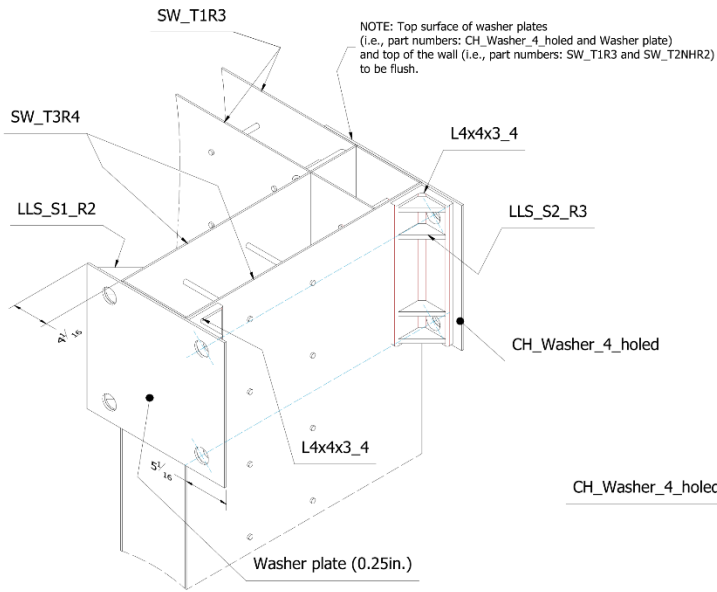 SW_T1R3
NOTE: Top surface of washer plates
(i.e., part numbers: CH_Washer_4_holed and Washer plate)
and top of the wall (i.e., part numbers: SW_T1R3 and SW_T2NHR2)
to be flush.
SW_T3R4
L4x4x3_4
LLS_S1_R2
LLS_S2_R3
4 1/16
CH_Washer_4_holed
L4x4x3_4
5 1/16
CH_Washer_4_holed
Washer plate (0.25in.)